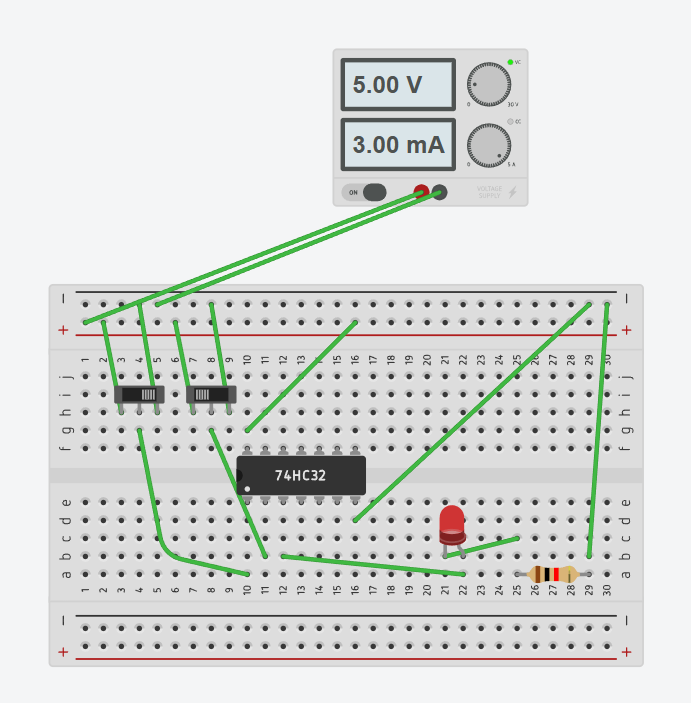 5.00 V
VC
0 30 V
3.00 mA
CC
0 5 A
ON
VOLTAGE
SUPPLY
− −
+ +
1 2 3 4 5 6 7 8 9 10 11 12 13 14 15 16 17 18 19 20 21 22 23 24 25 26 27 28 29 30
j j
i i
h h
g g
f f
74HC32
e e
d d
c c
b b
a a
1 2 3 4 5 6 7 8 9 10 11 12 13 14 15 16 17 18 19 20 21 22 23 24 25 26 27 28 29 30
− −
+ +